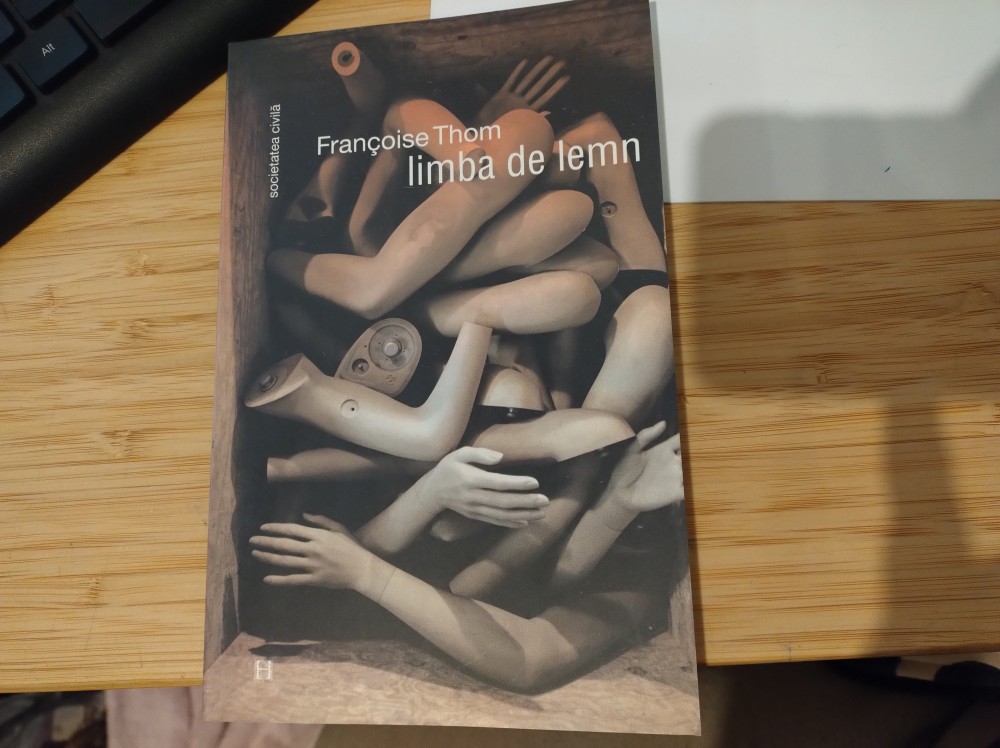 Alt
societatea civilă
Françoise Thom
limba de lemn
H